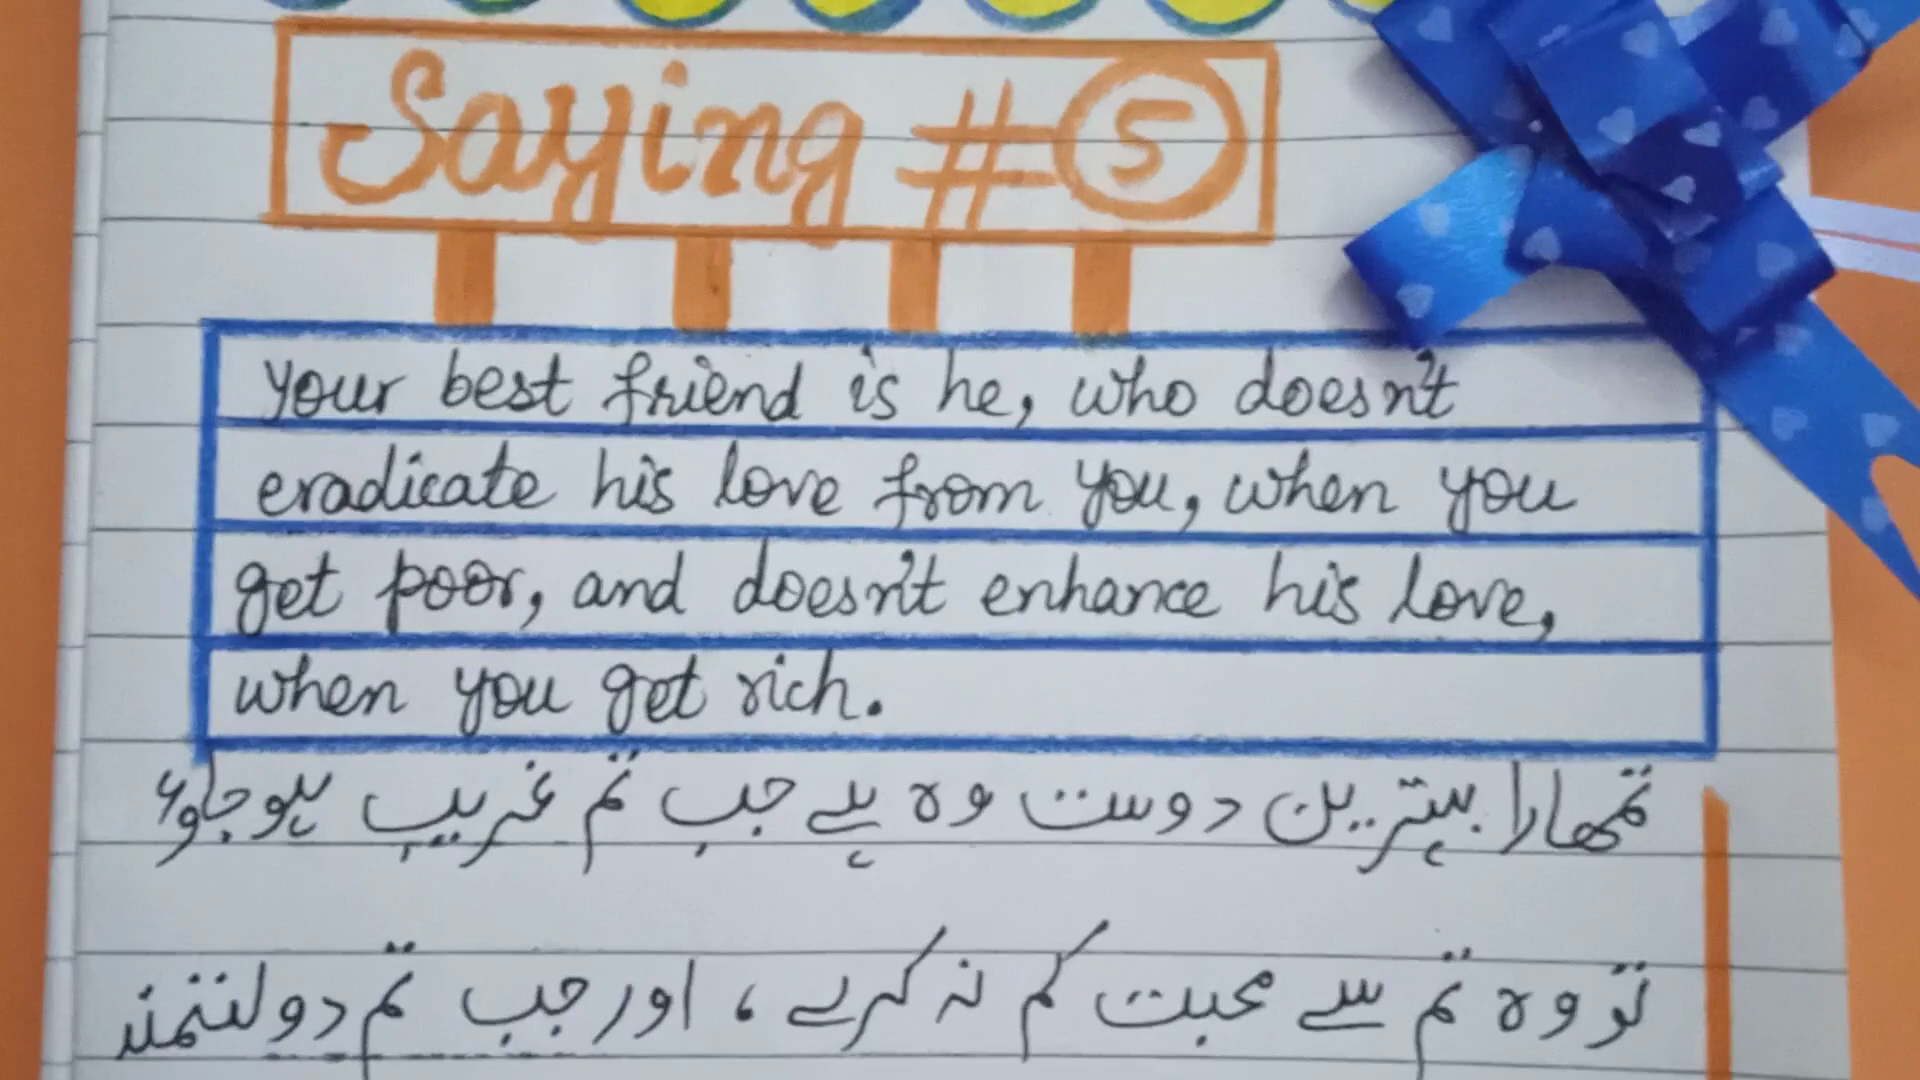 Saying # 5
your best friend is he, who doesn't
eradicate his love from you, when you
get poor, and doesn't enhance his love,
when you get rich.
تمھارا بہترین دوست وہ ہے جب تم غریب ہوجاوء
تو وہ تم سے محبت کم نہ کرے ، اور جب تم دولتمند